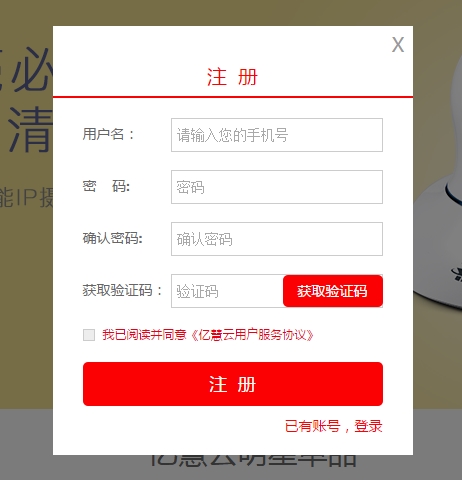 必
清
能IP摄
X
注 册
用户名：
请输入您的手机号
密 码:
密码
确认密码:
确认密码
获取验证码：
验证码
获取验证码
我已阅读并同意《亿慧云用户服务协议》
注 册
已有账号，登录
亿慧云明星单品